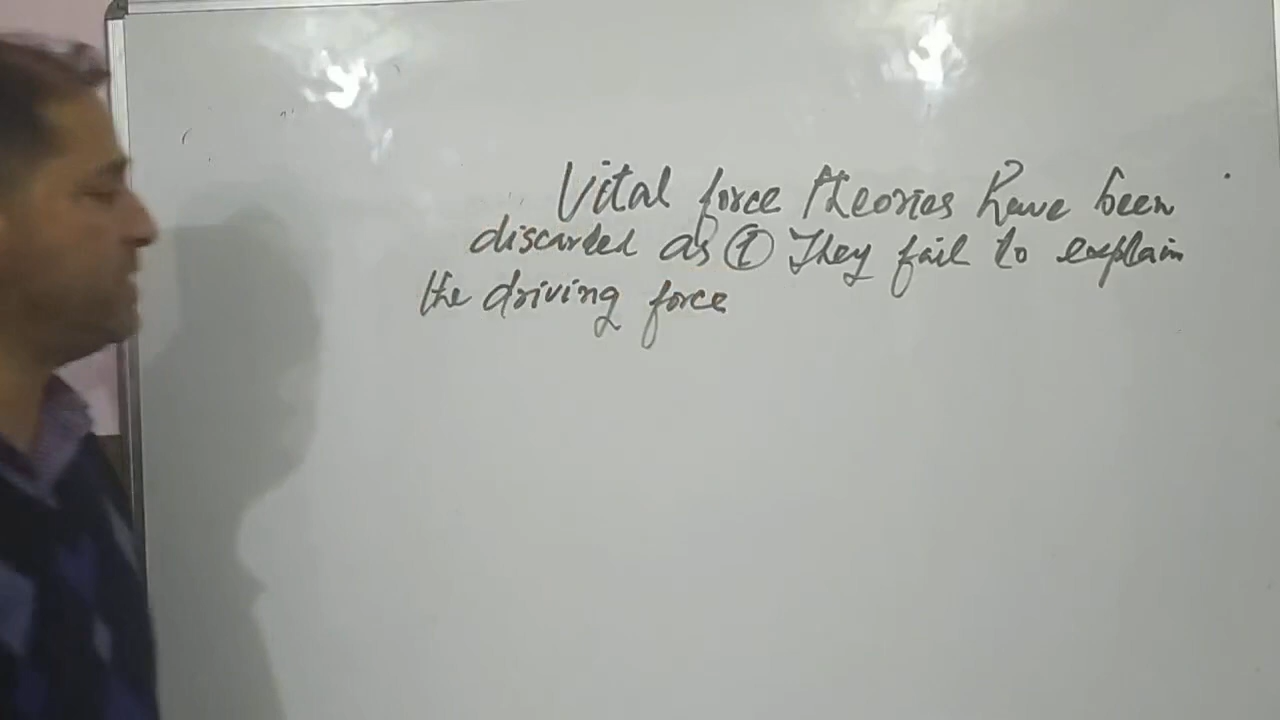 Vital force theories have been
discarded as ① They fail to explain
the driving force